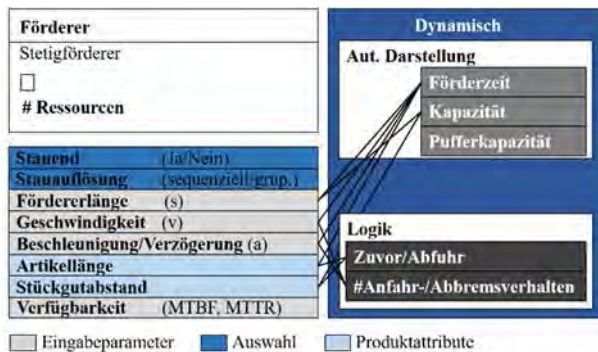 Förderer
Stetigförderer
# Ressourcen
Stauend (Ja/Nein)
Stauauflösung (sequenziell/grup.)
Fördererlänge (s)
Geschwindigkeit (v)
Beschleunigung/Verzögerung (a)
Artikellänge
Stückgutabstand
Verfügbarkeit (MTBF, MTTR)
Dynamisch
Aut. Darstellung
Förderzeit
Kapazität
Pufferkapazität
Logik
Zuvor/Abfuhr
#Anfahr-/Abbremsverhalten
Eingabeparameter
Auswahl
Produktattribute